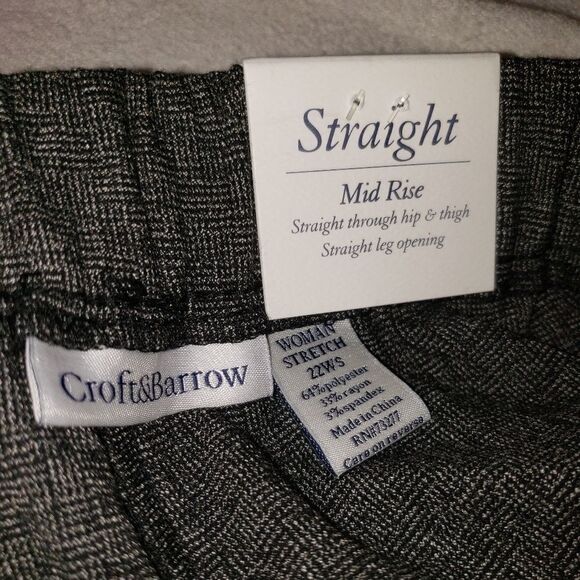 Straight
Mid Rise
Straight through hip & thigh
Straight leg opening
Croft&Barrow
WOMAN
STRETCH
22WS
64%polyester
33%rayon
3%spandex
Made in China
RN#73277
Care on reverse